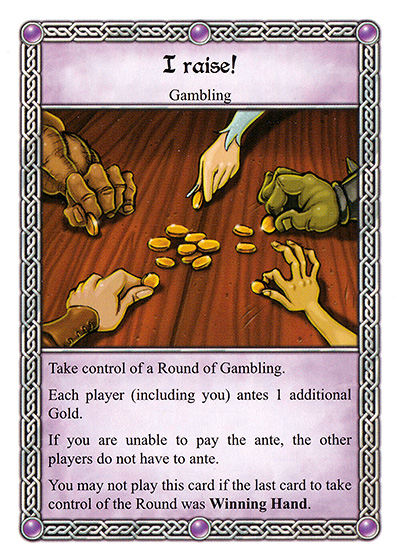 I raise!
Gambling
Take control of a Round of Gambling.
Each player (including you) antes 1 additional
Gold.
If you are unable to pay the ante, the other
players do not have to ante.
You may not play this card if the last card to take
control of the Round was Winning Hand.